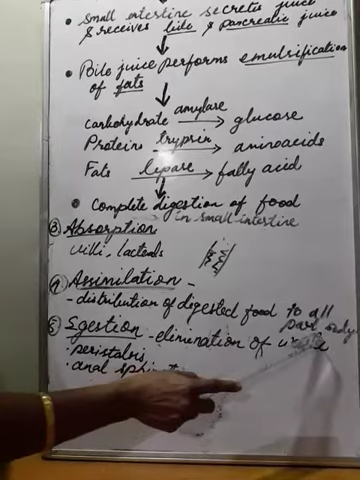 • Small intestine secretes juice
& receives bile & pancreatic juice
• Bile juice performs emulsification
of fats
Carbohydrate amylase → glucose
Proteins trypsin → aminoacids
Fats lepase → fatty acid
• Complete digestion of food
in small intestine
③ Absorption
Villi, lacteals
④ Assimilation -
- distribution of digested food to all
body
⑤ Egestion - elimination of
• peristalsis,
• anal